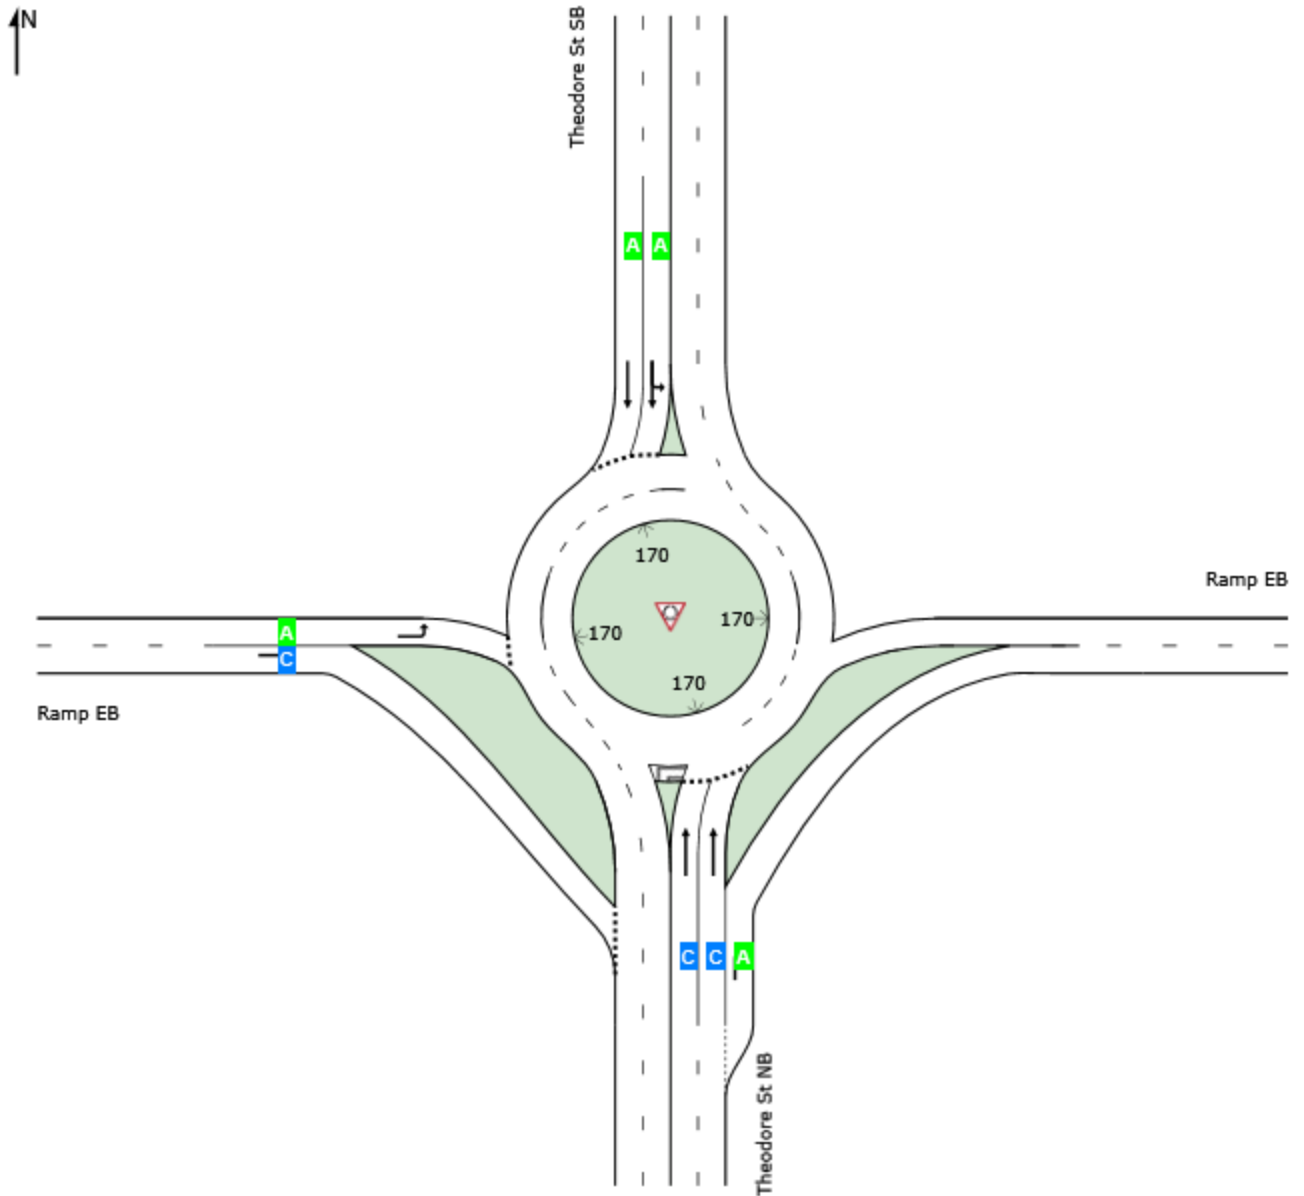 N
Theodore St SB
A A
170
Ramp EB
A
170
170
C
170
Ramp EB
C C A
Theodore St NB